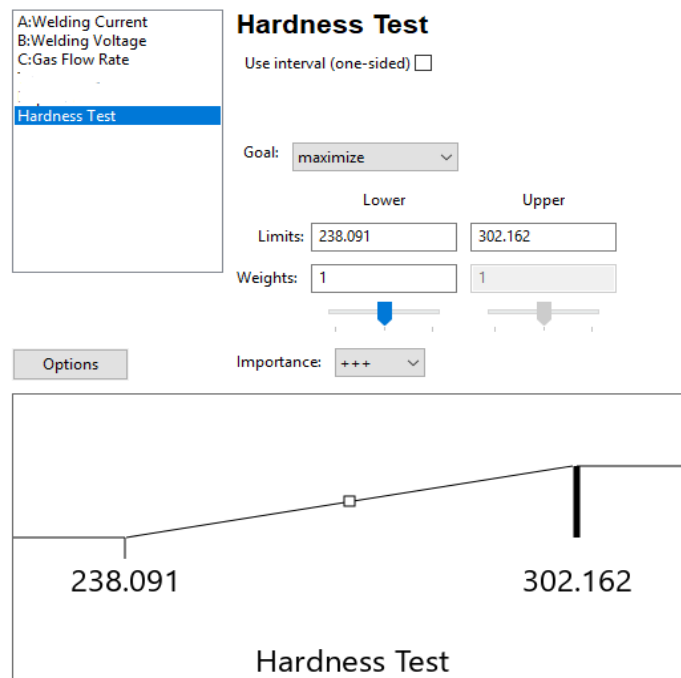 A:Welding Current
B:Welding Voltage
C:Gas Flow Rate
Hardness Test
Hardness Test
Use interval (one-sided)
Goal: maximize
Lower Upper
Limits: 238.091 302.162
Weights: 1 1
Options
Importance: +++
238.091 302.162
Hardness Test